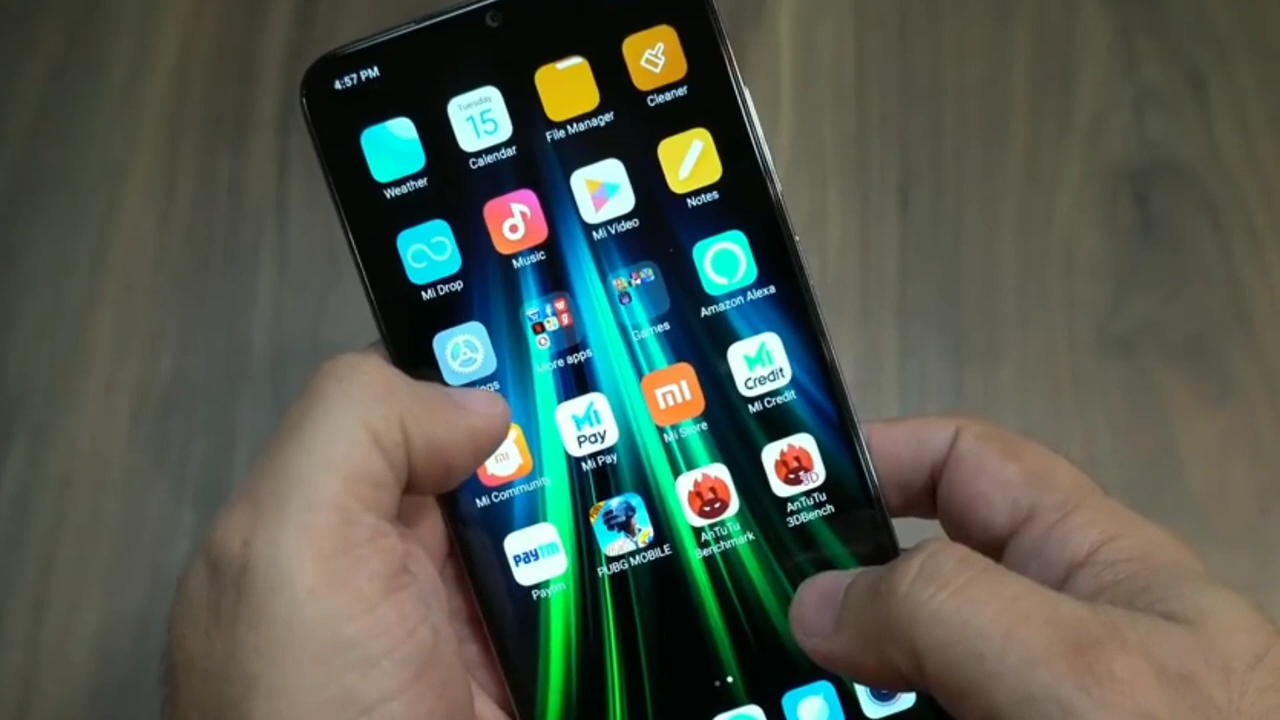 4:57 PM
Tuesday
15
Weather
Calendar
File Manager
Cleaner
Mi Drop
Music
Mi Video
Notes
More apps
Games
Amazon Alexa
mi
Mi Community
Mi
Pay
Mi Pay
mi
Mi Store
Mi
Credit
Mi Credit
paytm
Paytm
PUBG MOBILE
AnTuTu
Benchmark
3D
AnTuTu
3DBench